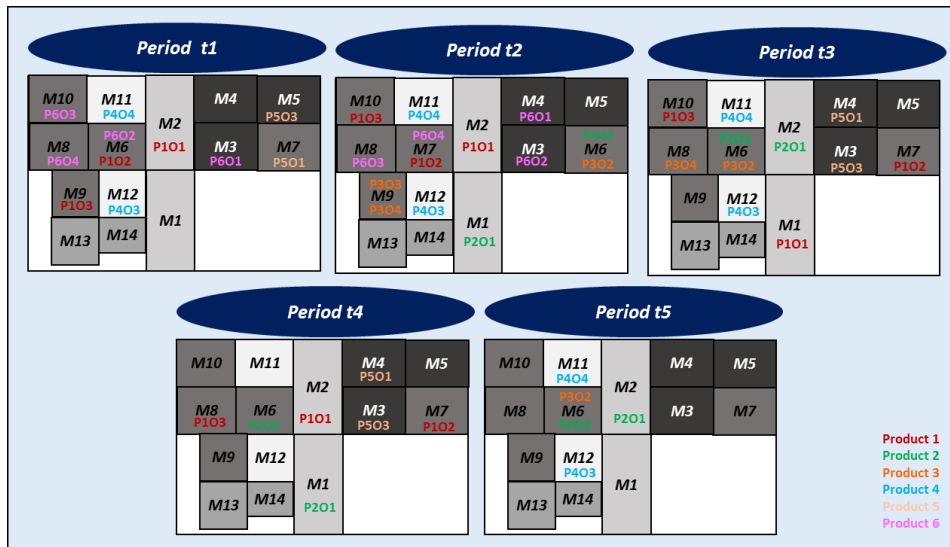 Period t1
M10
P6O3
M11
P4O4
M2
P1O1
M4
M5
P5O3
M8
P6O4
P6O2
M6
P1O2
M3
P6O1
M7
P5O1
M9
P1O3
M12
P4O3
M1
M13
M14
Period t2
M10
P1O3
M11
P4O4
M2
P1O1
M4
P6O1
M5
M8
P6O3
P6O4
M7
P1O2
M3
P6O2
P2O2
M6
P3O2
P3O3
M9
P3O4
M12
P4O3
M1
P2O1
M13
M14
Period t3
M10
P1O3
M11
P4O4
M2
P2O1
M4
P5O1
M5
M8
P3O4
P2O2
M6
P3O2
M3
P5O3
M7
P1O2
M9
M12
P4O3
M1
P1O1
M13
M14
Period t4
M10
M11
M2
P1O1
M4
P5O1
M5
M8
P1O3
M6
P2O2
M3
P5O3
M7
P1O2
M9
M12
M1
P2O1
M13
M14
Period t5
M10
M11
P4O4
M2
P2O1
M4
M5
M8
P3O2
M6
P2O2
M3
M7
M9
M12
P4O3
M1
M13
M14
Product 1
Product 2
Product 3
Product 4
Product 5
Product 6